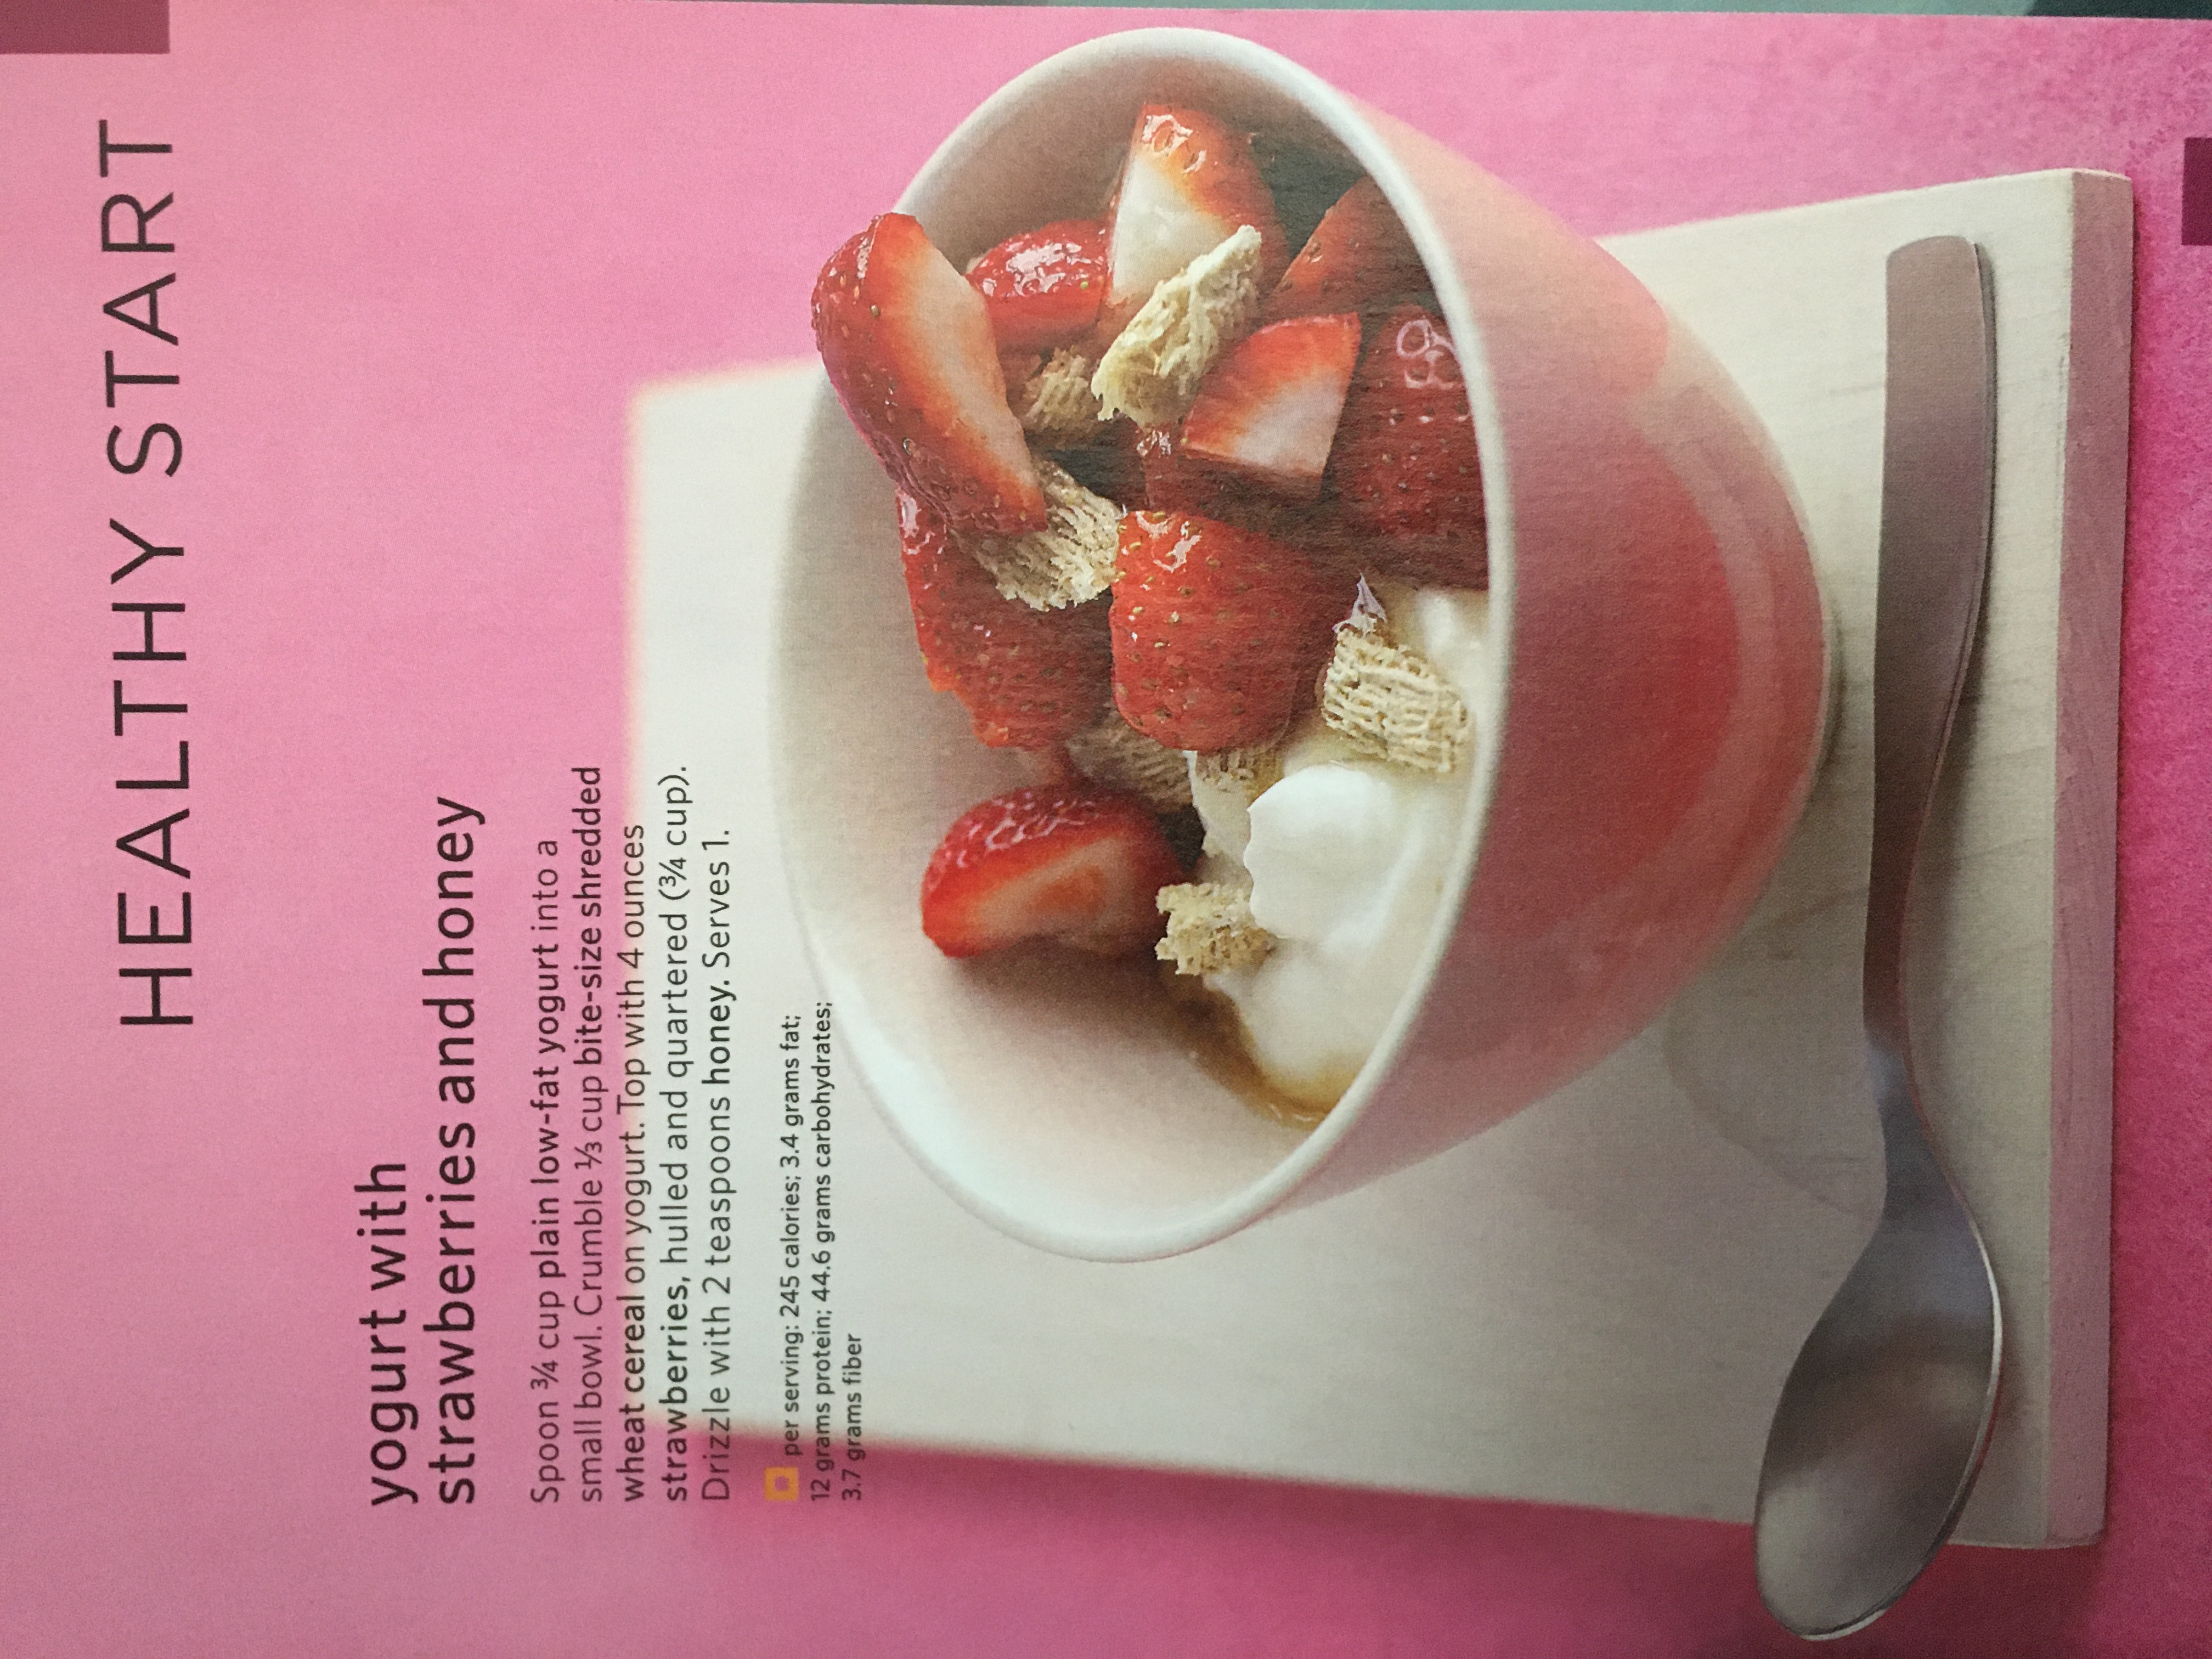 HEALTHY START
yogurt with
strawberries and honey
Spoon ¾ cup plain low-fat yogurt into a
small bowl. Crumble ⅓ cup bite-size shredded
wheat cereal on yogurt. Top with 4 ounces
strawberries, hulled and quartered (¾ cup).
Drizzle with 2 teaspoons honey. Serves 1.
per serving: 245 calories; 3.4 grams fat;
12 grams protein; 44.6 grams carbohydrates;
3.7 grams fiber